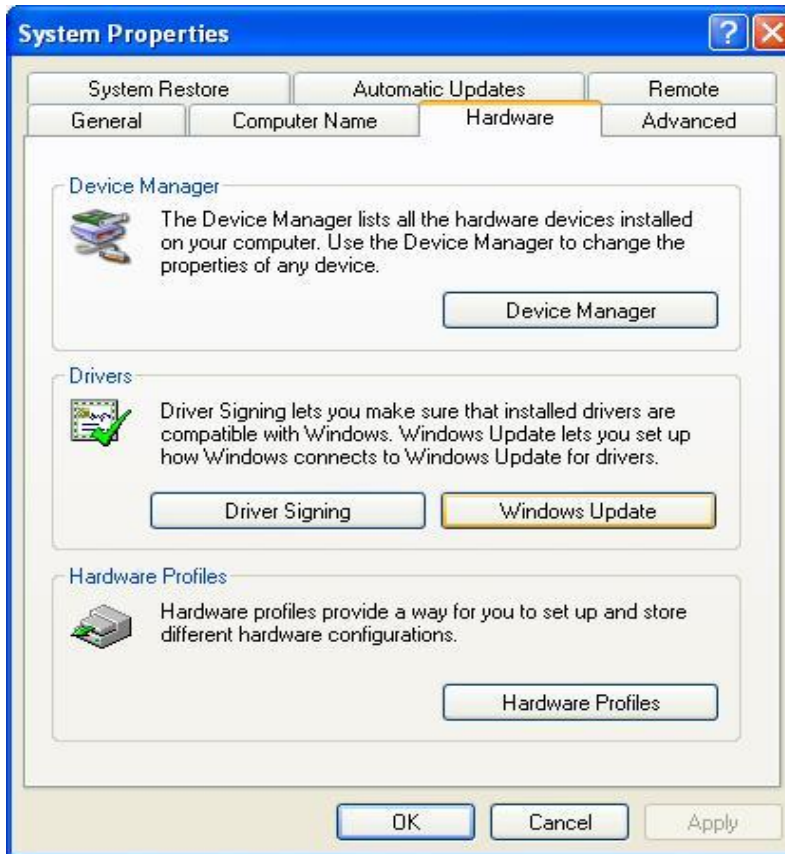 System Properties
System Restore
Automatic Updates
Remote
General
Computer Name
Hardware
Advanced
Device Manager
The Device Manager lists all the hardware devices installed
on your computer. Use the Device Manager to change the
properties of any device.
Device Manager
Drivers
Driver Signing lets you make sure that installed drivers are
compatible with Windows. Windows Update lets you set up
how Windows connects to Windows Update for drivers.
Driver Signing
Windows Update
Hardware Profiles
Hardware profiles provide a way for you to set up and store
different hardware configurations.
Hardware Profiles
OK
Cancel
Apply